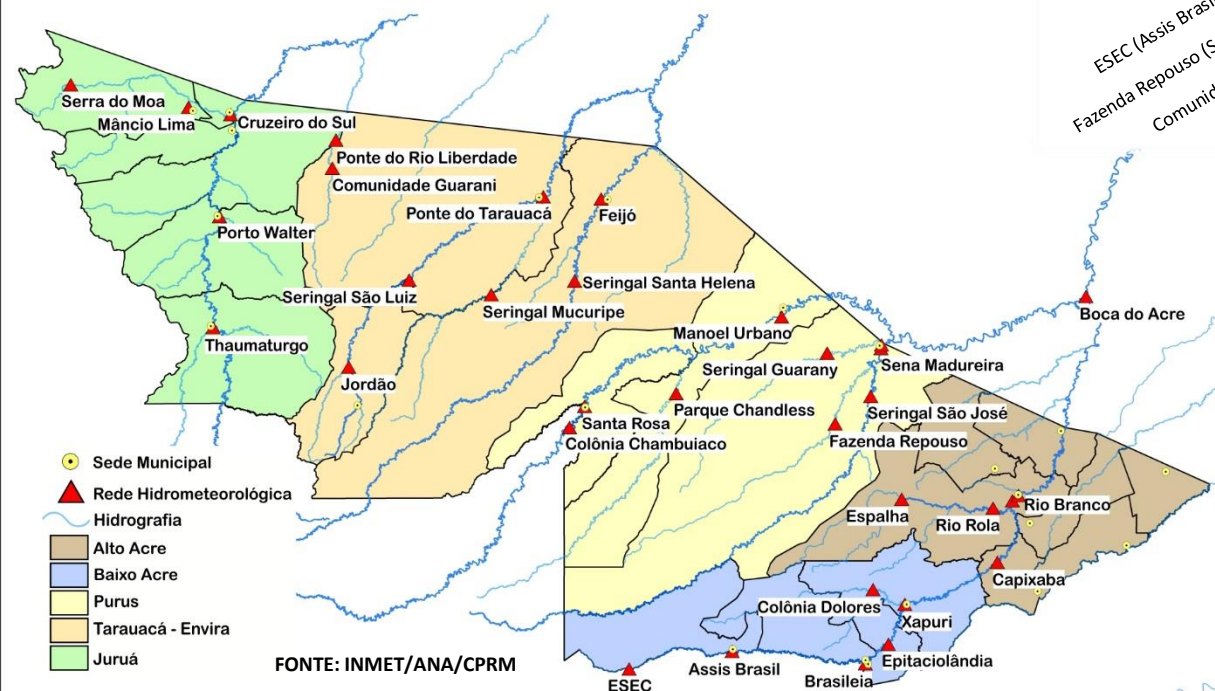 ESEC (Assis Brasil
Fazenda Repouso (S
Comunid
Serra do Moa
Mâncio Lima
Cruzeiro do Sul
Ponte do Rio Liberdade
Comunidade Guarani
Ponte do Tarauacá
Feijó
Porto Walter
Seringal São Luiz
Seringal Mucuripe
Seringal Santa Helena
Thaumaturgo
Jordão
Manoel Urbano
Boca do Acre
Seringal Guarany
Sena Madureira
Parque Chandless
Seringal São José
Santa Rosa
Colônia Chambuiaco
Fazenda Repouso
Espalha
Rio Rola
Rio Branco
Capixaba
Colônia Dolores
Xapuri
Epitaciolândia
Assis Brasil
Brasileia
ESEC
Sede Municipal
Rede Hidrometeorológica
Hidrografia
Alto Acre
Baixo Acre
Purus
Tarauacá - Envira
Juruá
FONTE: INMET/ANA/CPRM